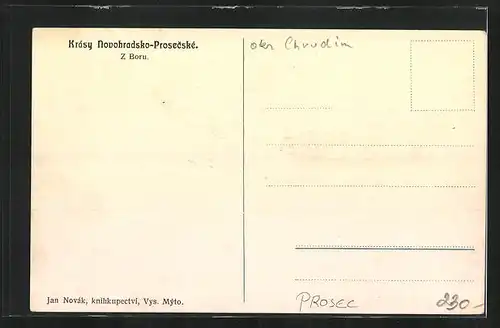 Krásy Novohradsko-Prosečské.
Z Boru.
okr Chrudim
Jan Novák, knihkupectví, Vys. Mýto.
PROSEC
230-